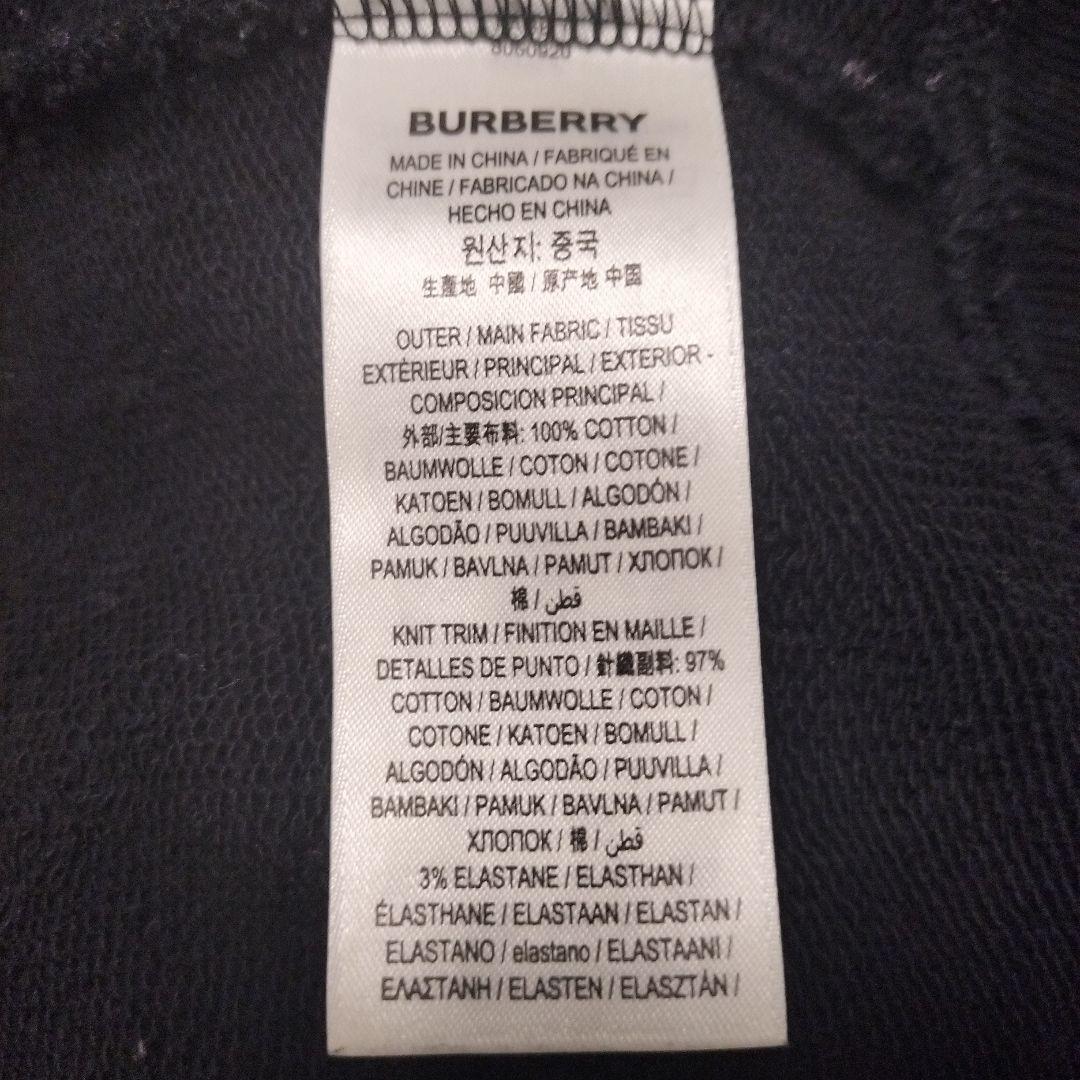 8060920
BURBERRY
MADE IN CHINA / FABRIQUÉ EN
CHINE / FABRICADO NA CHINA /
HECHO EN CHINA
원산지: 중국
生產地 中國 / 原产地 中国
OUTER / MAIN FABRIC / TISSU
EXTÉRIEUR / PRINCIPAL / EXTERIOR -
COMPOSICION PRINCIPAL /
外部/主要布料: 100% COTTON /
BAUMWOLLE / COTON / COTONE /
KATOEN / BOMULL / ALGODÓN /
ALGODÃO / PUUVILLA / BAMBAKI /
PAMUK / BAVLNA / PAMUT / ХЛОПОК /
棉 / قطن
KNIT TRIM / FINITION EN MAILLE /
DETALLES DE PUNTO / 針織副料: 97%
COTTON / BAUMWOLLE / COTON /
COTONE / KATOEN / BOMULL /
ALGODÓN / ALGODÃO / PUUVILLA /
BAMBAKI / PAMUK / BAVLNA / PAMUT /
ХЛОПОК / 棉 / قطن
3% ELASTANE / ELASTHAN /
ÉLASTHANE / ELASTAAN / ELASTAN /
ELASTANO / elastano / ELASTAANI /
ΕΛΑΣΤΑΝΗ / ELASTEN / ELASZTÁN /